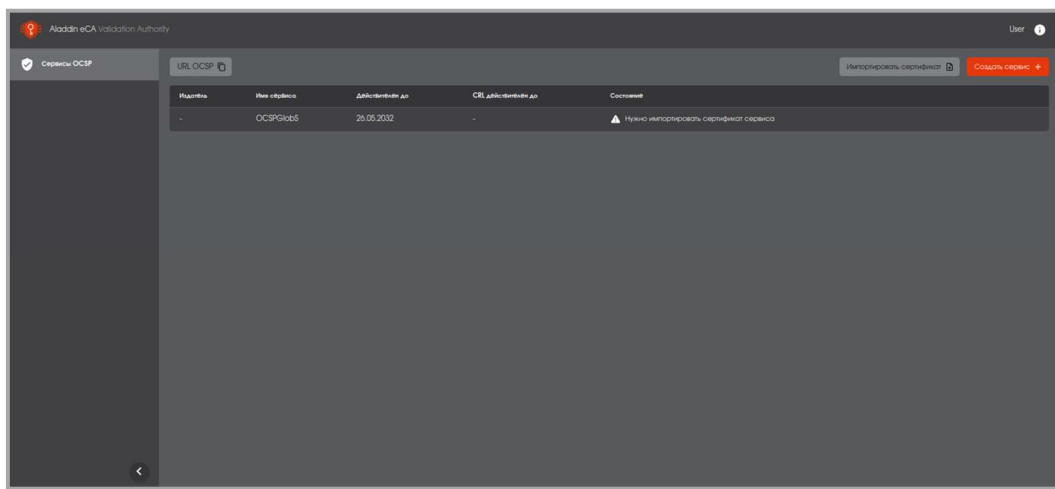 Aladdin eCA Validation Authority
User
Сервисы OCSP
URL OCSP
Импортировать сертификат
Создать сервис +
Издатель Имя сервиса Действителен до CRL действителен до Состояние
- OCSPGlobS 26.05.2032 - Нужно импортировать сертификат сервиса